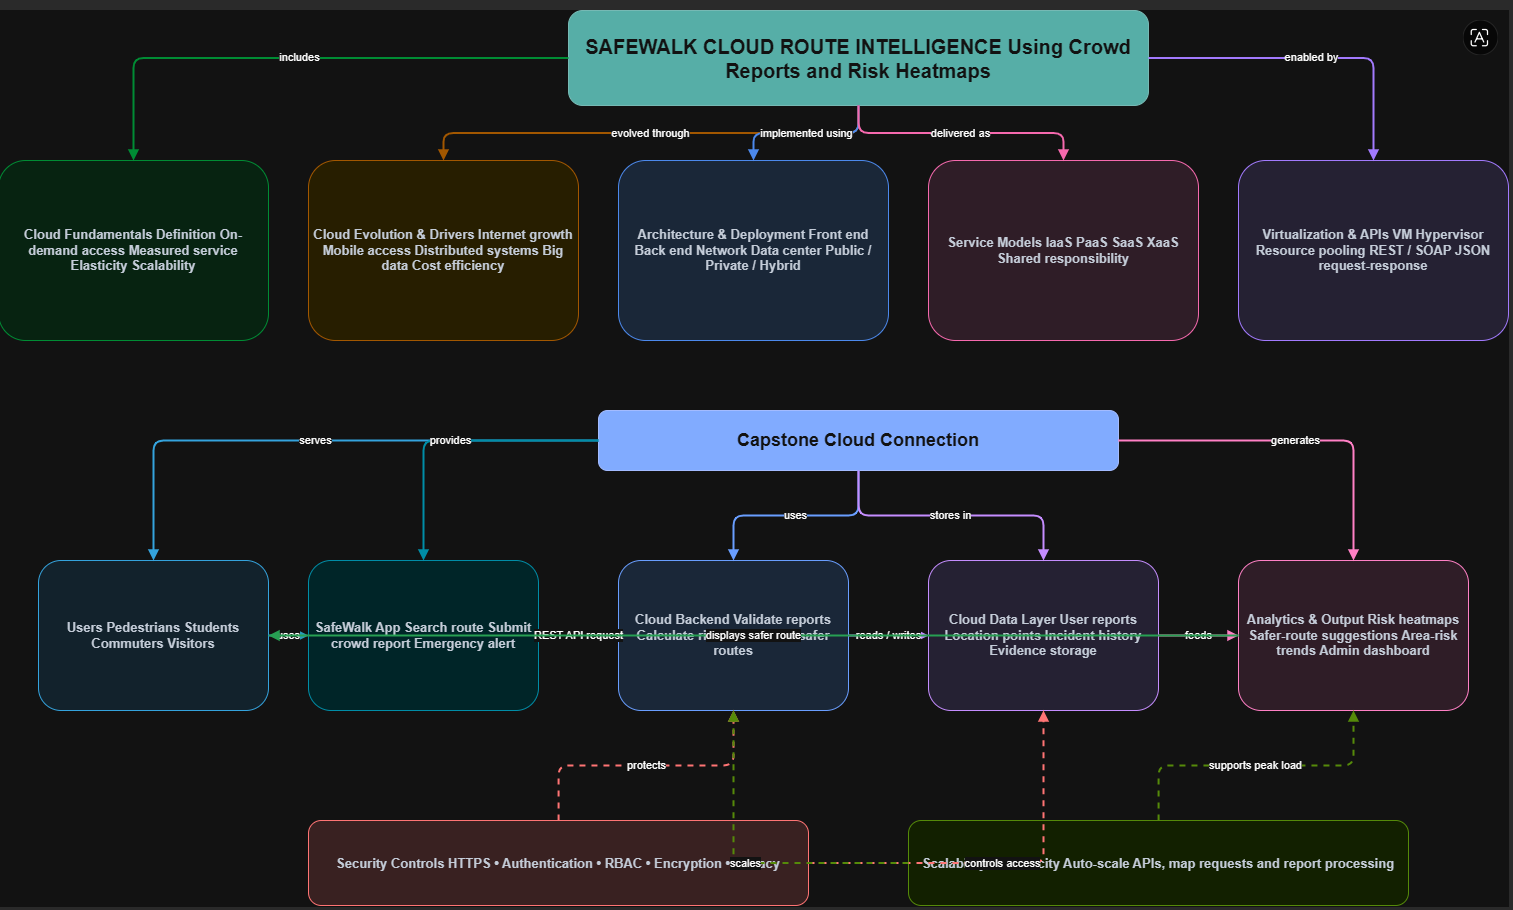 SAFEWALK CLOUD ROUTE INTELLIGENCE Using Crowd
Reports and Risk Heatmaps
includes
enabled by
evolved through
implemented using
delivered as
Cloud Fundamentals Definition On-
demand access Measured service
Elasticity Scalability
Cloud Evolution & Drivers Internet growth
Mobile access Distributed systems Big
data Cost efficiency
Architecture & Deployment Front end
Back end Network Data center Public /
Private / Hybrid
Service Models IaaS PaaS SaaS XaaS
Shared responsibility
Virtualization & APIs VM Hypervisor
Resource pooling REST / SOAP JSON
request-response
Capstone Cloud Connection
serves
provides
generates
uses
stores in
Users Pedestrians Students
Commuters Visitors
uses
SafeWalk App Search route Submit
crowd report Emergency alert
REST API request
Cloud Backend Validate reports
Calculate safer
routes
displays safer route
reads / writes
Cloud Data Layer User reports
Location points Incident history
Evidence storage
feeds
Analytics & Output Risk heatmaps
Safer-route suggestions Area-risk
trends Admin dashboard
protects
supports peak load
Security Controls HTTPS • Authentication • RBAC • Encryption •
scales
controls access
Auto-scale APIs, map requests and report processing